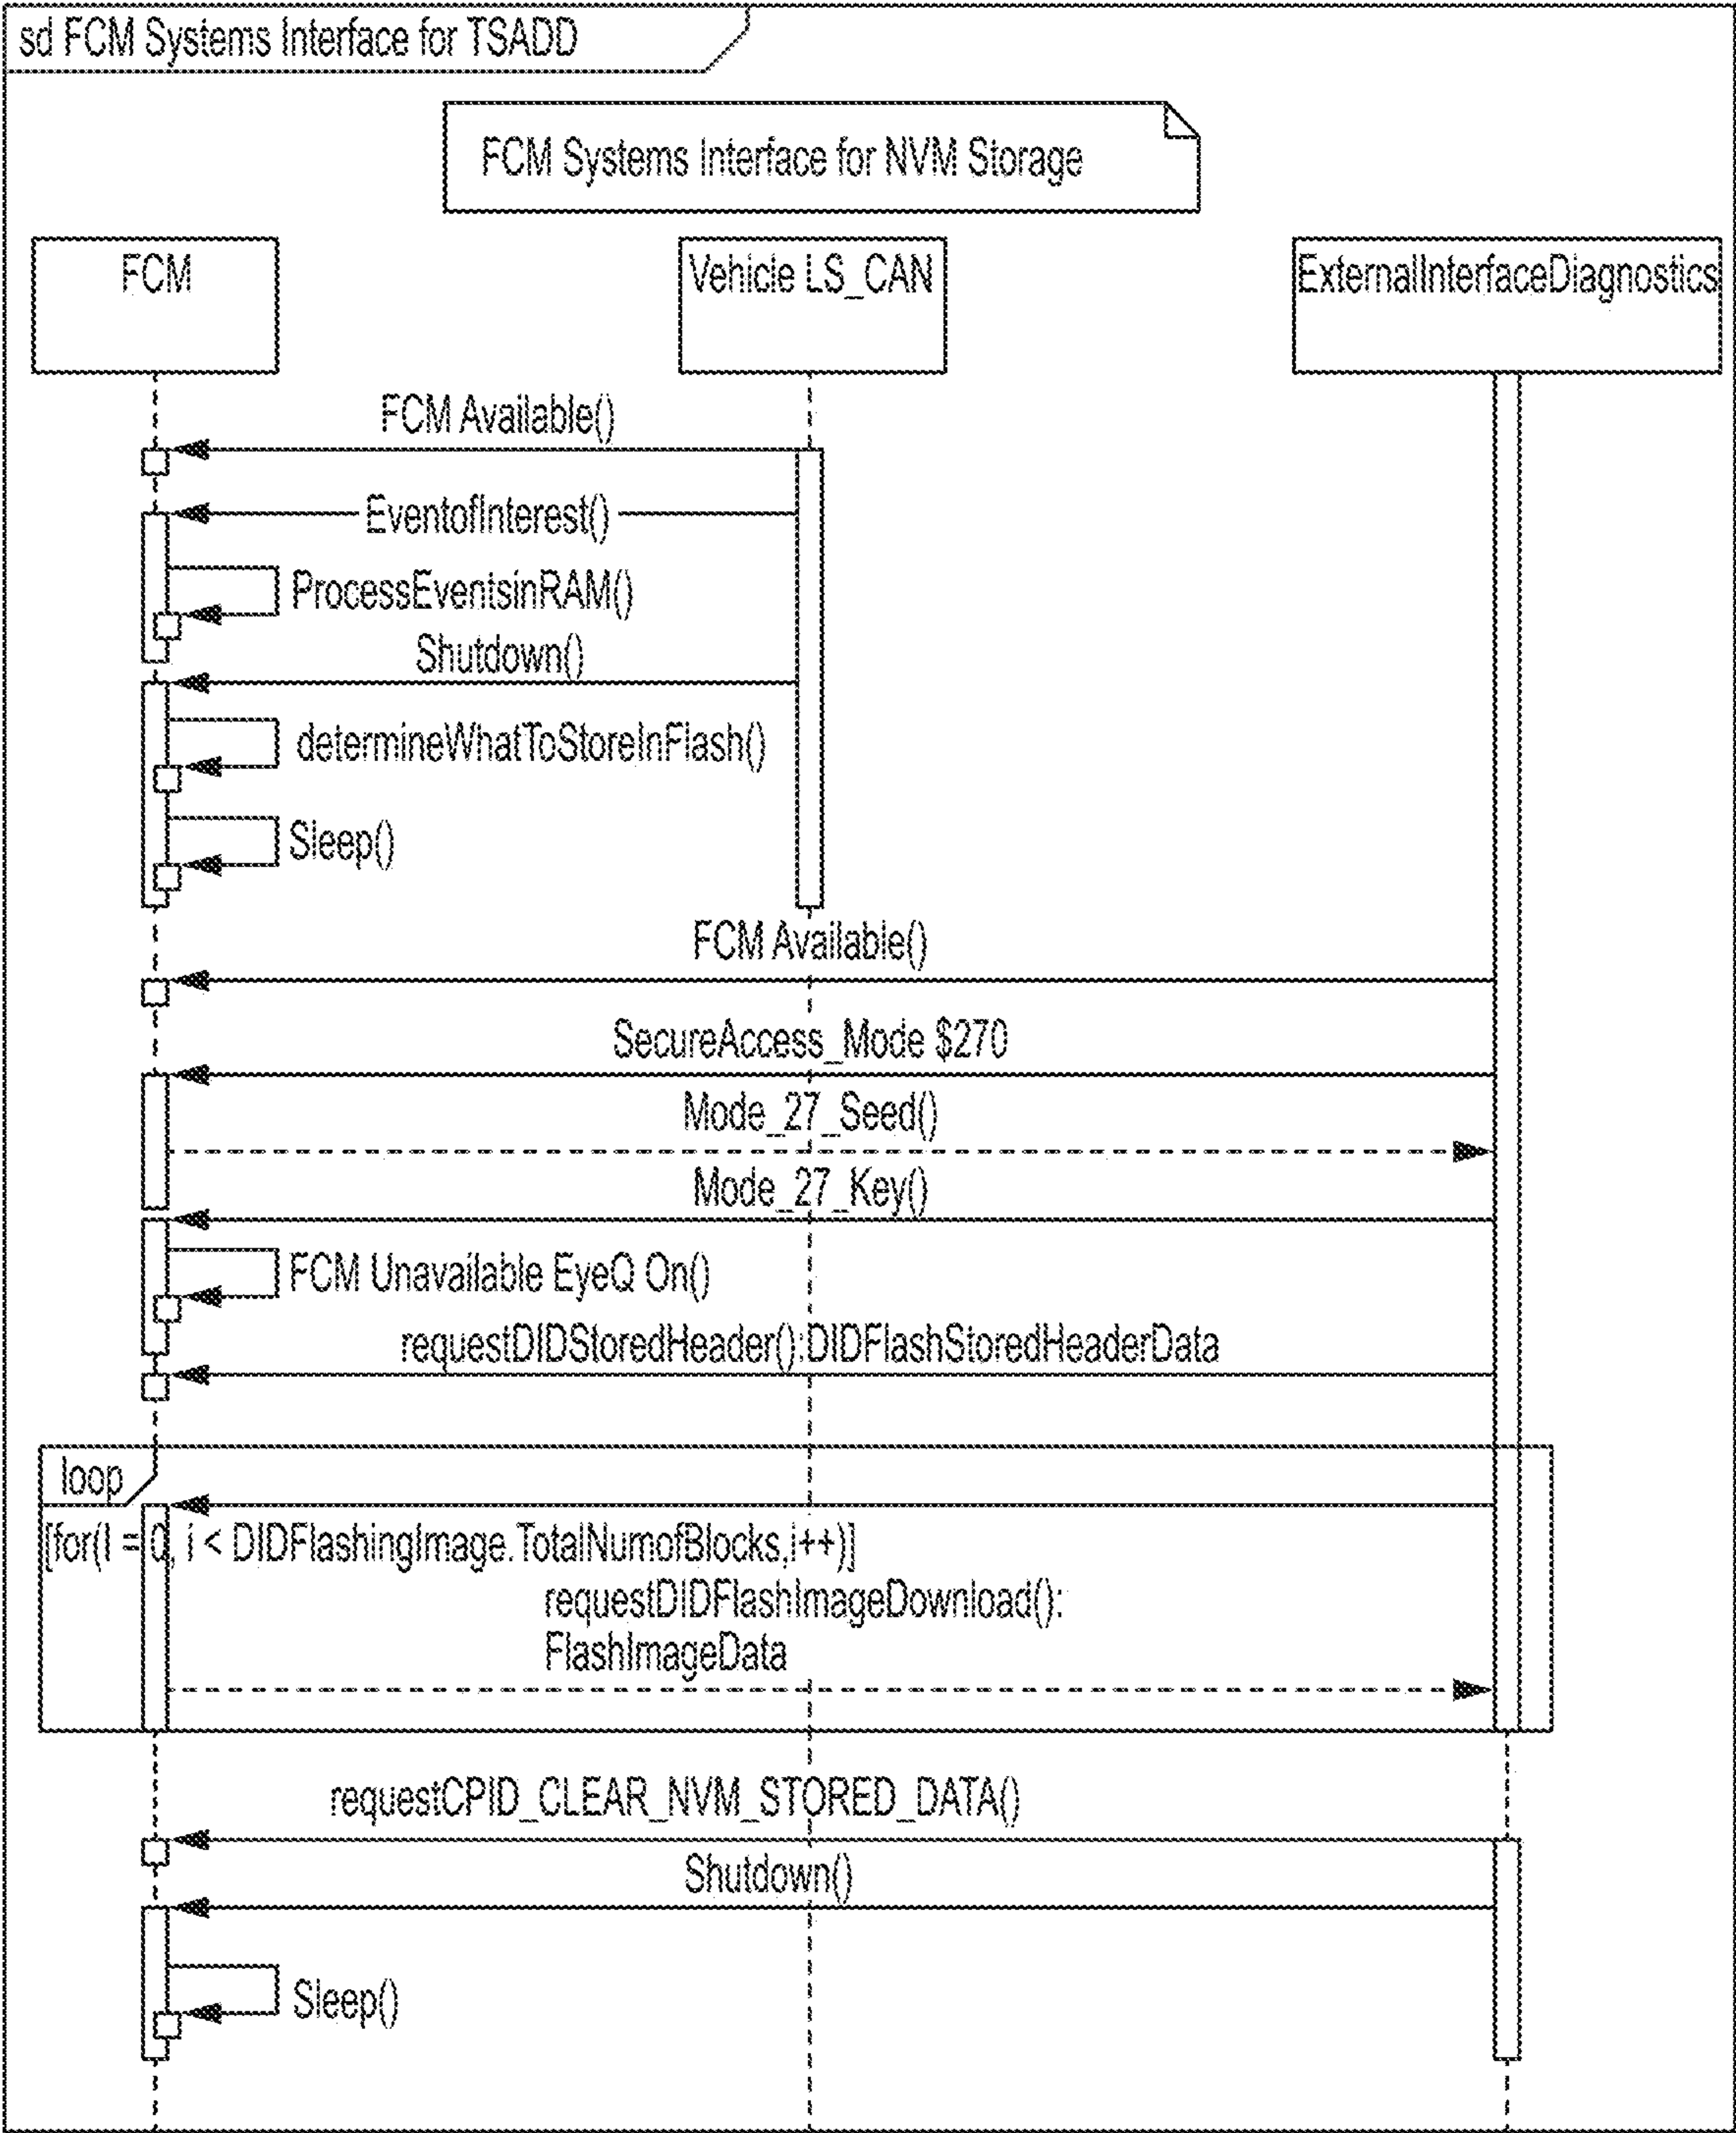 sd FCM Systems Interface for TSADD
FCM Systems Interface for NVM Storage
FCM
Vehicle LS_CAN
ExternalInterfaceDiagnostics
FCM Available()
EventofInterest()
ProcessEventsinRAM()
Shutdown()
determineWhatToStoreInFlash()
Sleep()
FCM Available()
SecureAccess_Mode $270
Mode_27_Seed()
Mode_27_Key()
FCM Unavailable EyeQ On()
requestDIDStoredHeader():DIDFlashStoredHeaderData
loop
[for(I = 0, i < DIDFlashingImage.TotalNumofBlocks,i++)]
requestDIDFlashImageDownload():
FlashImageData
requestCPID_CLEAR_NVM_STORED_DATA()
Shutdown()
Sleep()